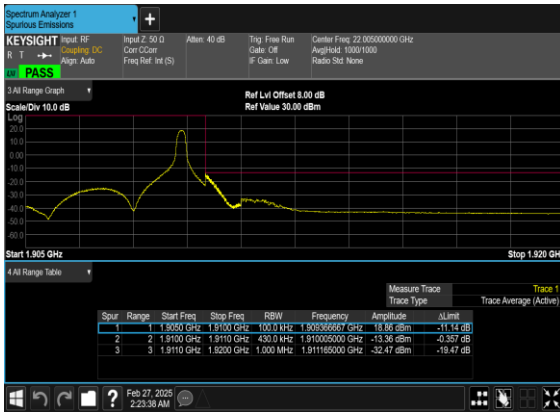 Spectrum Analyzer 1
Spurious Emissions
+
KEYSIGHT Input: RF Input Z: 50 Ω Atten: 40 dB Trig: Free Run Center Freq: 22.005000000 GHz
R T Coupling: DC Corr CCorr Gate: Off Avg|Hold: 1000/1000
Align: Auto Freq Ref: Int (S) IF Gain: Low Radio Std: None
PASS
3 All Range Graph
Ref Lvl Offset 8.00 dB
Scale/Div 10.0 dB Ref Value 30.00 dBm
Log
20.0
10.0
0.00
-10.0
-20.0
-30.0
-40.0
-50.0
-60.0
Start 1.905 GHz Stop 1.920 GH
4 All Range Table
Measure Trace Trace 1
Trace Type Trace Average (Active)
Spur Range Start Freq Stop Freq RBW Frequency Amplitude ΔLimit
1 1 1.9050 GHz 1.9100 GHz 100.0 kHz 1.909366667 GHz 18.86 dBm -11.14 dB
2 2 1.9100 GHz 1.9110 GHz 430.0 kHz 1.910005000 GHz -13.36 dBm -0.357 dB
3 3 1.9110 GHz 1.9200 GHz 1.000 MHz 1.911165000 GHz -32.47 dBm -19.47 dB
? Feb 27, 2025
2:23:38 AM